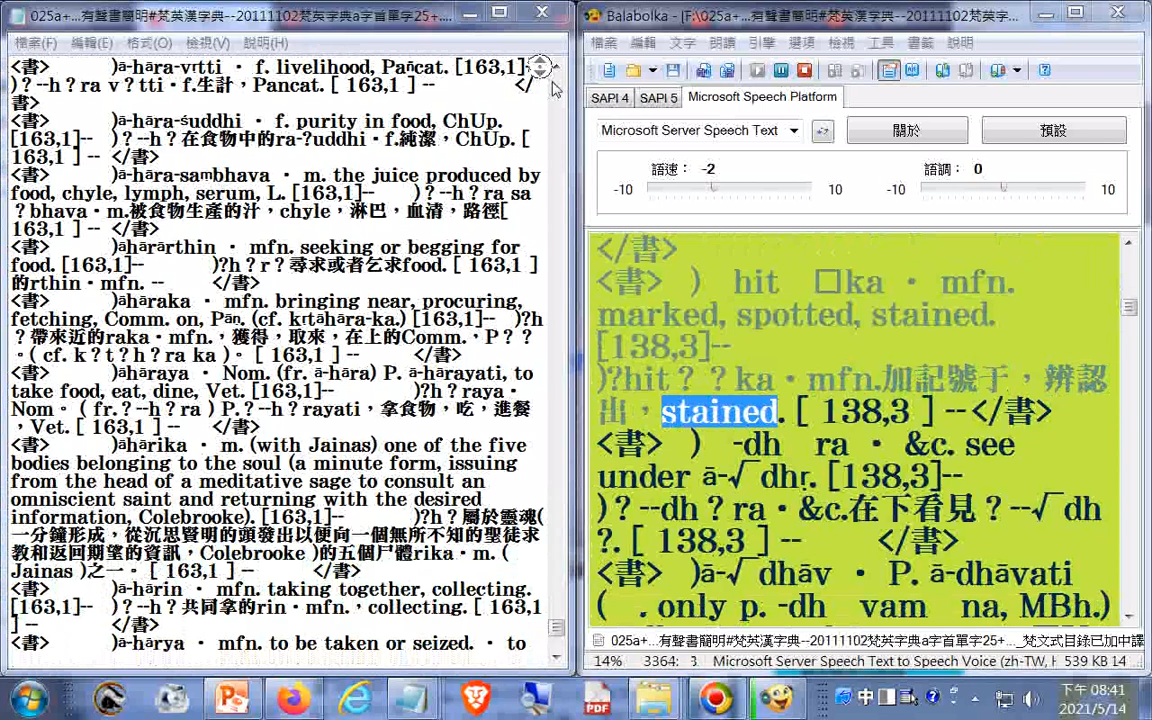 025a+....有聲書簡明#梵英漢字典--20111102梵英字典a字首單字25+...
檔案(F) 編輯(E) 格式(O) 檢視(V) 說明(H)
<書> )ā-hāra-vṛtti · f. livelihood, Pañcat. [163,1]--
)?--h?ra v?tti·f.生計，Pancat. [ 163,1 ] -- </
書>
<書> )ā-hāra-śuddhi · f. purity in food, ChUp.
[163,1]-- )?--h?在食物中的ra-?uddhi·f.純潔，ChUp. [
163,1 ] -- </書>
<書> )ā-hāra-sambhava · m. the juice produced by
food, chyle, lymph, serum, L. [163,1]-- )?--h?ra sa
?bhava·m.被食物生產的汁，chyle，淋巴，血清，路徑[
163,1 ] -- </書>
<書> )āhārârthin · mfn. seeking or begging for
food. [163,1]-- )?h?r?尋求或者乞求food. [ 163,1 ]
的rthin·mfn. -- </書>
<書> )āhāraka · mfn. bringing near, procuring,
fetching, Comm. on, Pāṇ. (cf. kṛtâhāra-ka.) [163,1]-- )?h
?帶來近的raka·mfn.，獲得，取來，在上的Comm.，P??
。( cf. k?t?h?ra ka )。[ 163,1 ] -- </書>
<書> )āhāraya · Nom. (fr. ā-hāra) P. ā-hārayati, to
take food, eat, dine, Vet. [163,1]-- )?h?raya·
Nom。( fr.?--h?ra ) P.?--h?rayati，拿食物，吃，進餐
，Vet. [ 163,1 ] -- </書>
<書> )āhārika · m. (with Jainas) one of the five
bodies belonging to the soul (a minute form, issuing
from the head of a meditative sage to consult an
omniscient saint and returning with the desired
information, Colebrooke). [163,1]-- )?h?屬於靈魂(
一分鐘形成，從沉思賢明的頭發出以便向一個無所不知的聖徒求
教和返回期望的資訊，Colebrooke )的五個尸體rika·m. (
Jainas )之一。[ 163,1 ] -- </書>
<書> )ā-hārin · mfn. taking together, collecting.
[163,1]-- )?--h?共同拿的rin·mfn.，collecting. [ 163,1
] -- </書>
<書> )ā-hārya · mfn. to be taken or seized. · to
Balabolka - [F:\025a+....有聲書簡明#梵英漢字典--20111102梵英字...
檔案 編輯 文字 朗讀 引擎 選項 檢視 工具 書籤 說明
SAPI 4 SAPI 5 Microsoft Speech Platform
Microsoft Server Speech Text 關於 預設
語速： -2 語調： 0
-10 10 -10 10
</書>
<書> ) hit □ka · mfn.
marked, spotted, stained.
[138,3]--
)?hit??ka·mfn.加記號于，辨認
出，stained. [ 138,3 ] --</書>
<書> ) -dh ra · &c. see
under ā-√dhṛ. [138,3]--
)?--dh?ra·&c.在下看見?--√dh
?. [ 138,3 ] -- </書>
<書> )ā-√dhāv · P. ā-dhāvati
( . only p. -dh vam na, MBh.)
025a+....有聲書簡明#梵英漢字典--20111102梵英字典a字首單字25+..._梵文式目錄已加中譯
14% 3364: 3 Microsoft Server Speech Text to Speech Voice (zh-TW, H 539 KB 14
中
下午 08:41
2021/5/14